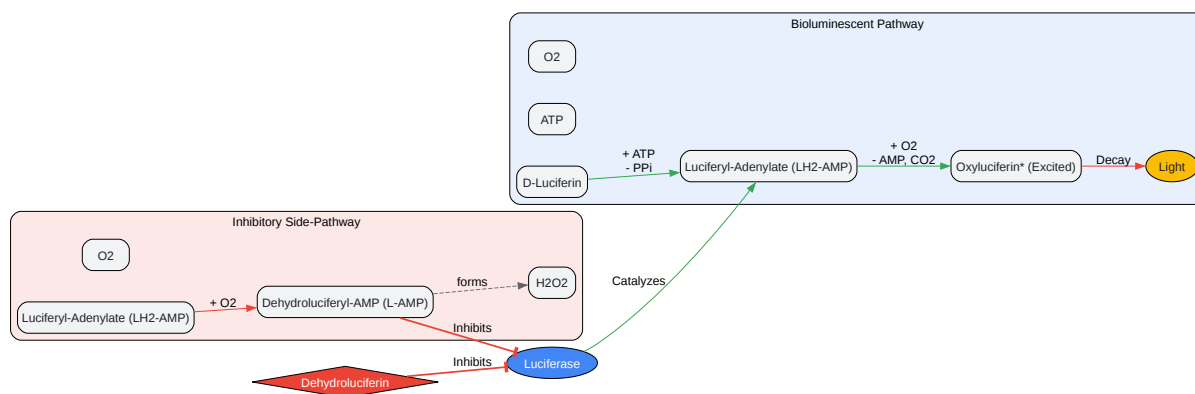 Bioluminescent Pathway
O2
ATP
D-Luciferin
+ ATP
- PPi
Luciferyl-Adenylate (LH2-AMP)
+ O2
- AMP, CO2
Oxyluciferin* (Excited)
Decay
Light
Inhibitory Side-Pathway
O2
Luciferyl-Adenylate (LH2-AMP)
+ O2
Dehydroluciferyl-AMP (L-AMP)
forms
H2O2
Catalyzes
Inhibits
Inhibits
Luciferase
Dehydroluciferin